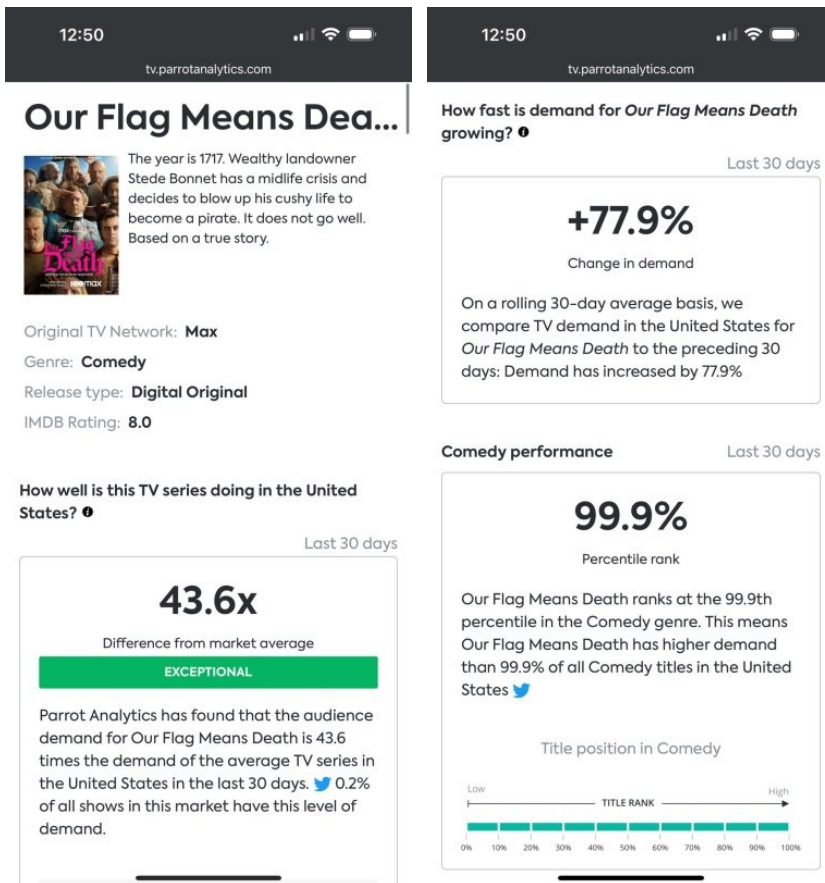 12:50
tv.parrotanalytics.com
Our Flag Means Dea...
The year is 1717. Wealthy landowner
Stede Bonnet has a midlife crisis and
decides to blow up his cushy life to
become a pirate. It does not go well.
Based on a true story.
max
Flag
Death
HBO max
Original TV Network: Max
Genre: Comedy
Release type: Digital Original
IMDB Rating: 8.0
How well is this TV series doing in the United
States?
Last 30 days
43.6x
Difference from market average
EXCEPTIONAL
Parrot Analytics has found that the audience
demand for Our Flag Means Death is 43.6
times the demand of the average TV series in
the United States in the last 30 days. 0.2%
of all shows in this market have this level of
demand.
12:50
tv.parrotanalytics.com
How fast is demand for Our Flag Means Death
growing?
Last 30 days
+77.9%
Change in demand
On a rolling 30-day average basis, we
compare TV demand in the United States for
Our Flag Means Death to the preceding 30
days: Demand has increased by 77.9%
Comedy performance
Last 30 days
99.9%
Percentile rank
Our Flag Means Death ranks at the 99.9th
percentile in the Comedy genre. This means
Our Flag Means Death has higher demand
than 99.9% of all Comedy titles in the United
States
Title position in Comedy
Low High
TITLE RANK
0% 10% 20% 30% 40% 50% 60% 70% 80% 90% 100%